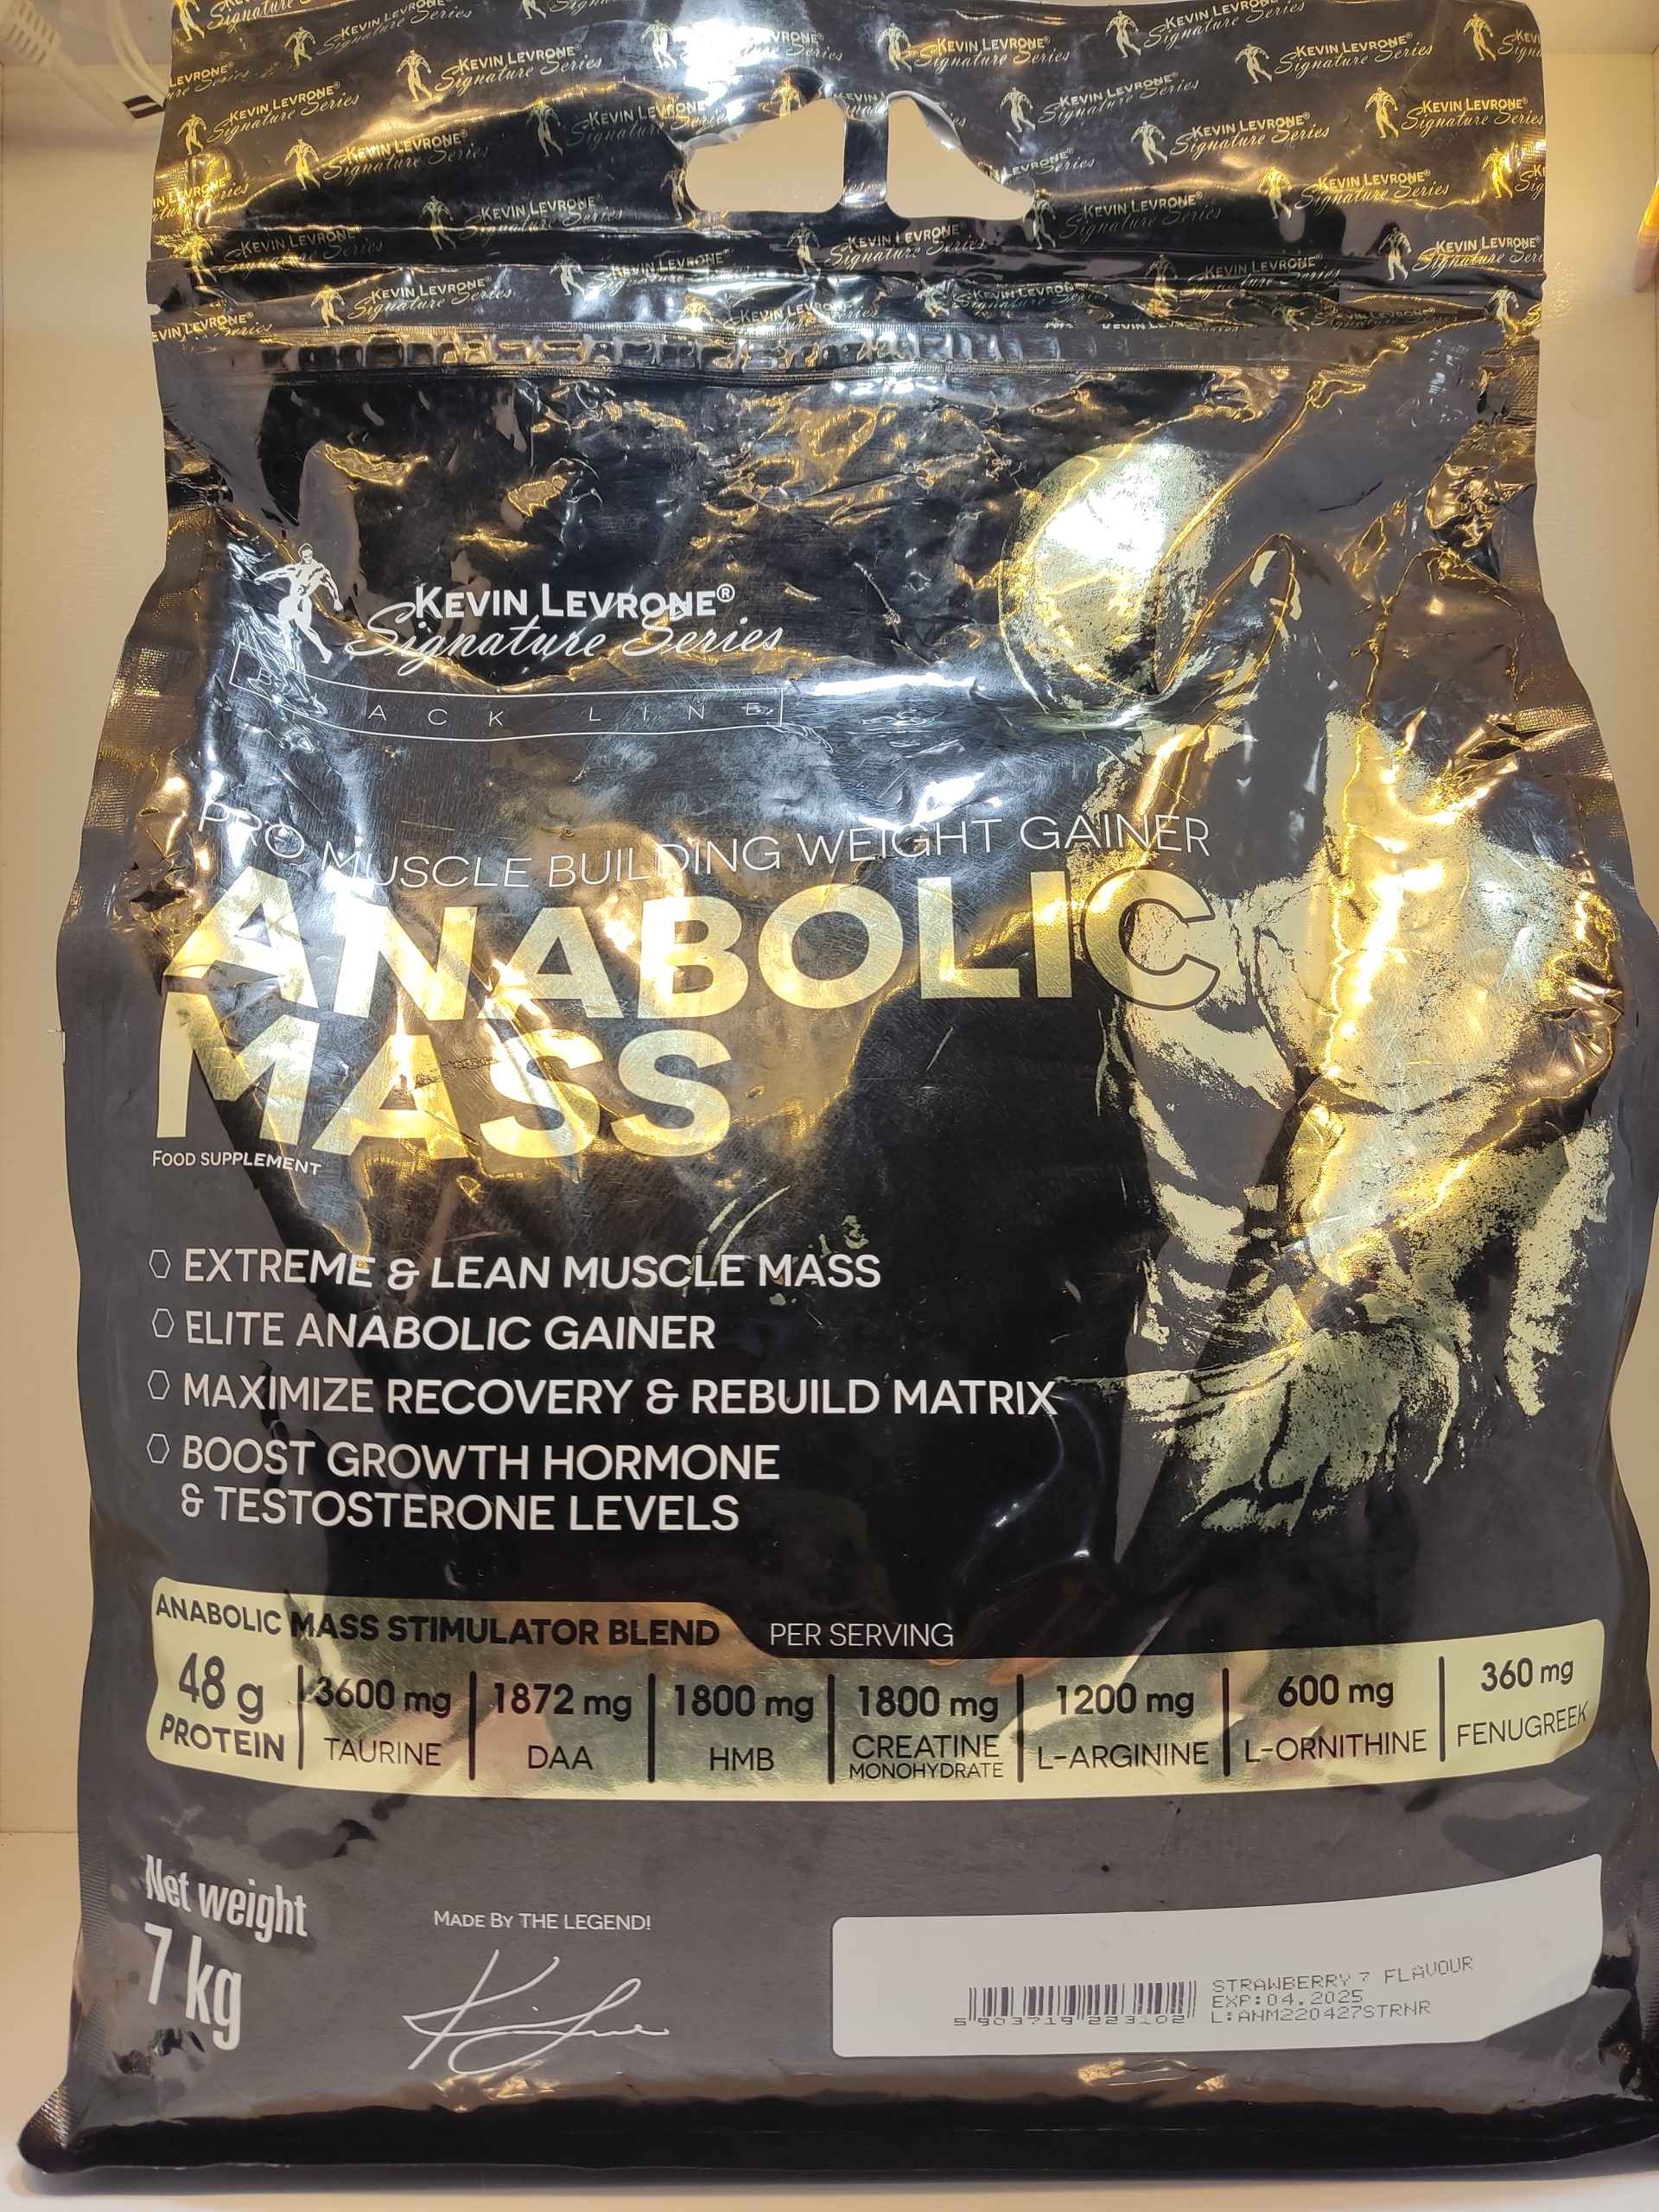 KEVIN LEVRONE®
Signature Series
KEVIN LEVRONE®
Signature Series
BLACK LINE
PRO MUSCLE BUILDING WEIGHT GAINER
ANABOLIC
MASS
FOOD SUPPLEMENT
EXTREME & LEAN MUSCLE MASS
ELITE ANABOLIC GAINER
MAXIMIZE RECOVERY & REBUILD MATRIX
BOOST GROWTH HORMONE
& TESTOSTERONE LEVELS
ANABOLIC MASS STIMULATOR BLEND PER SERVING
48 g PROTEIN
3600 mg TAURINE
1872 mg DAA
1800 mg HMB
1800 mg CREATINE MONOHYDRATE
1200 mg L-ARGININE
600 mg L-ORNITHINE
360 mg FENUGREEK
Net weight
7 kg
MADE BY THE LEGEND!
STRAWBERRY 7 FLAVOUR
EXP:04.2025
L:ANM220427STRNR
5 903719 223102